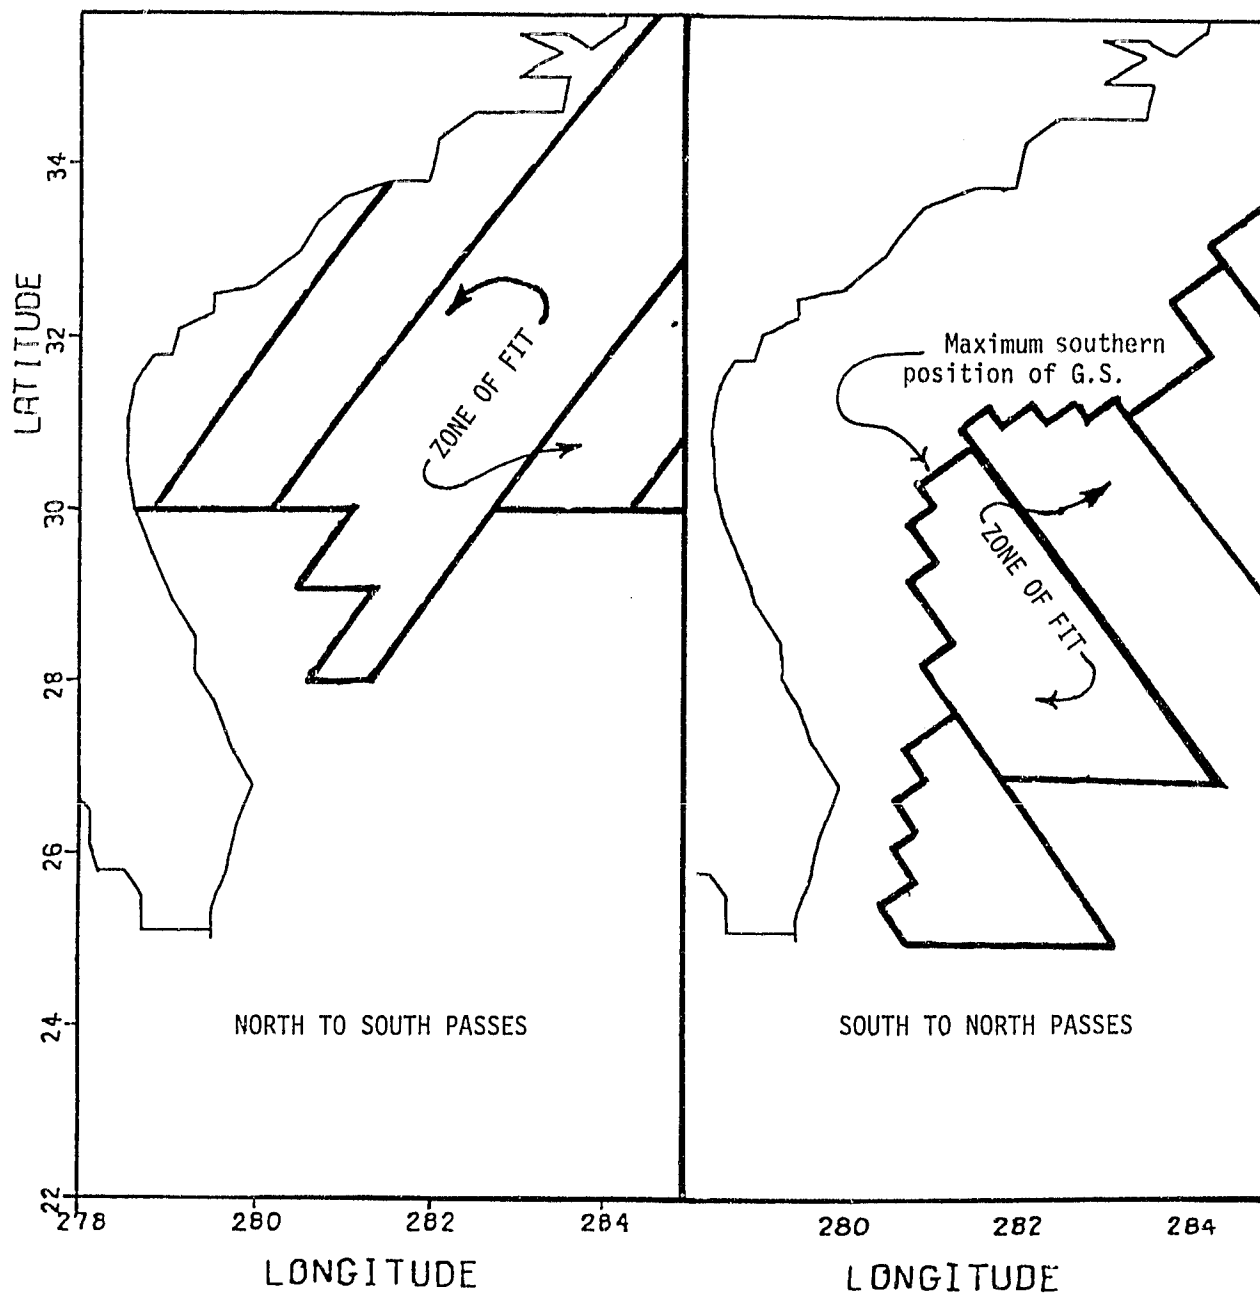 LATITUDE
34
32
30
28
26
24
22
ZONE OF FIT
NORTH TO SOUTH PASSES
278
280
282
284
LONGITUDE
Maximum southern
position of G.S.
ZONE OF FIT
SOUTH TO NORTH PASSES
280
282
284
LONGITUDE